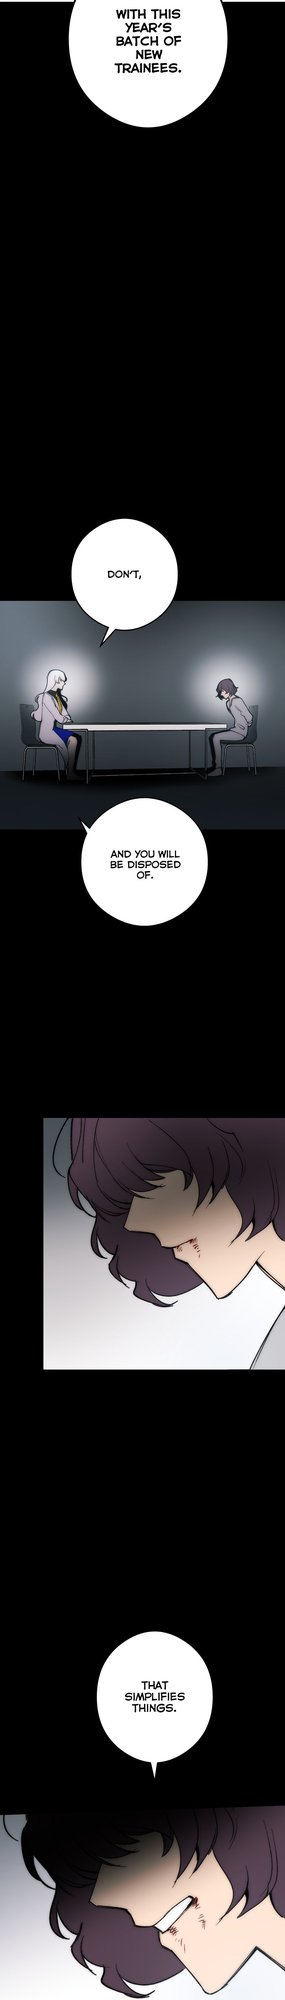 WITH THIS
YEAR'S
BATCH OF
NEW
TRAINEES.
DON'T,
AND YOU WILL
BE DISPOSED
OF.
THAT
SIMPLIFIES
THINGS.